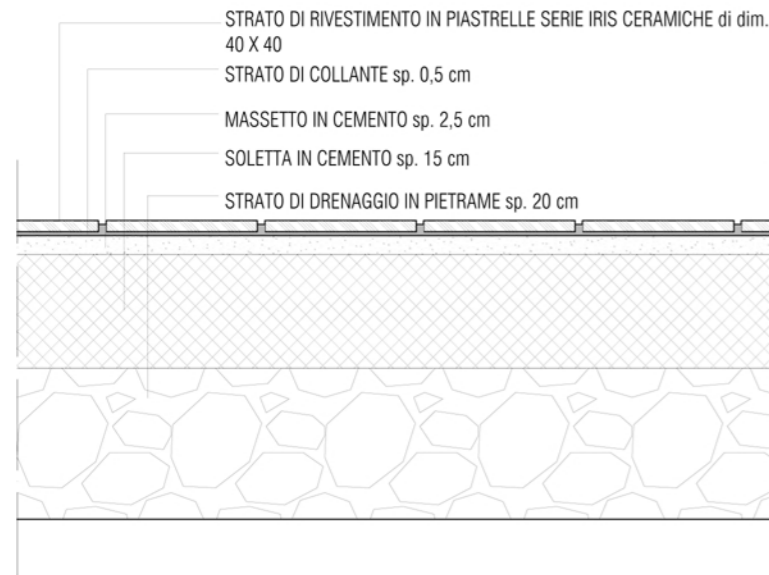 STRATO DI RIVESTIMENTO IN PIASTRELLE SERIE IRIS CERAMICHE di dim.
40 X 40
STRATO DI COLLANTE sp. 0,5 cm
MASSETTO IN CEMENTO sp. 2,5 cm
SOLETTA IN CEMENTO sp. 15 cm
STRATO DI DRENAGGIO IN PIETRAME sp. 20 cm